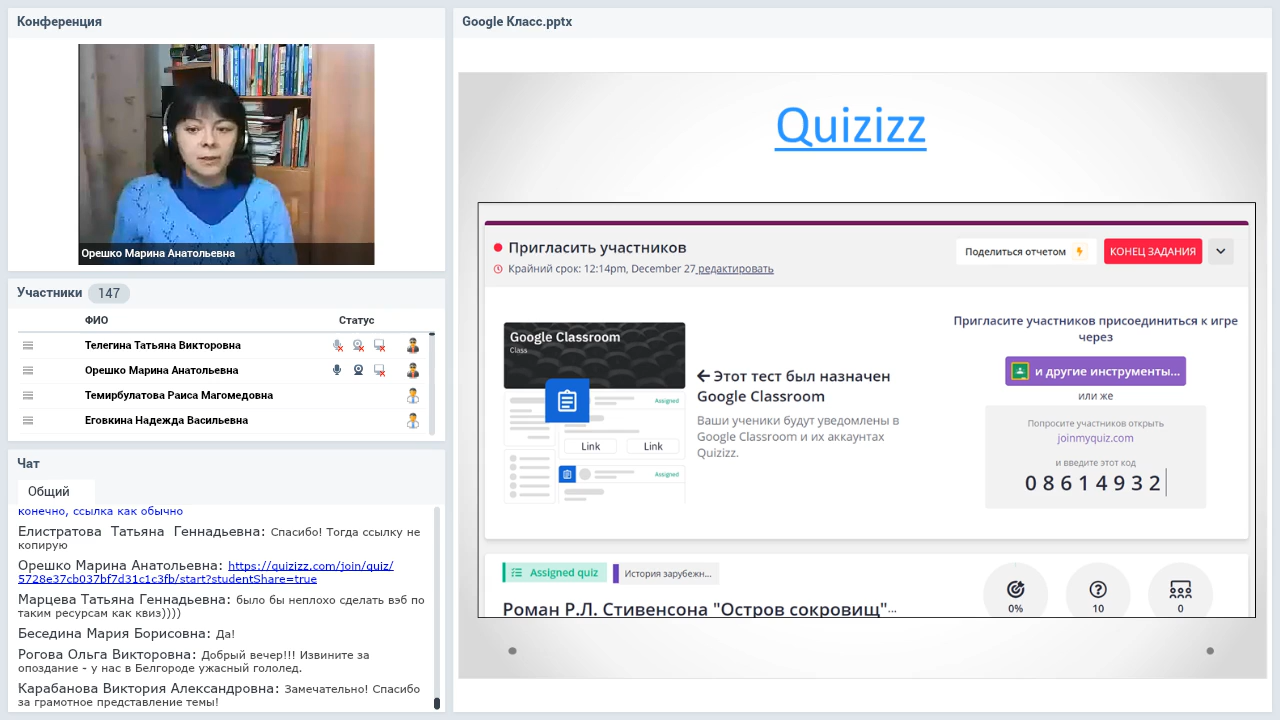 Конференция
Орешко Марина Анатольевна
Участники 147
ФИО Статус
Телегина Татьяна Викторовна
Орешко Марина Анатольевна
Темирбулатова Раиса Магомедовна
Еговкина Надежда Васильевна
Чат
Общий
конечно, ссылка как обычно
Елистратова Татьяна Геннадьевна: Спасибо! Тогда ссылку не
копирую
Орешко Марина Анатольевна: https://quizizz.com/join/quiz/
5728e37cb037bf7d31c1c3fb/start?studentShare=true
Марцева Татьяна Геннадьевна: было бы неплохо сделать вэб по
таким ресурсам как квиз))))
Беседина Мария Борисовна: Да!
Рогова Ольга Викторовна: Добрый вечер!!! Извините за
опоздание - у нас в Белгороде ужасный гололед.
Карабанова Виктория Александровна: Замечательно! Спасибо
за грамотное представление темы!
Google Класс.pptx
Quizizz
Пригласить участников
Крайний срок: 12:14pm, December 27 редактировать
Поделиться отчетом
КОНЕЦ ЗАДАНИЯ
Google Classroom
Class
Assigned
Link Link
Assigned
← Этот тест был назначен
Google Classroom
Ваши ученики будут уведомлены в
Google Classroom и их аккаунтах
Quizizz.
Пригласите участников присоединиться к игре
через
и другие инструменты...
или же
Попросите участников открыть
joinmyquiz.com
и введите этот код
08614932
Assigned quiz
История зарубежн...
Роман Р.Л. Стивенсона "Остров сокровищ"...
0% 10 0